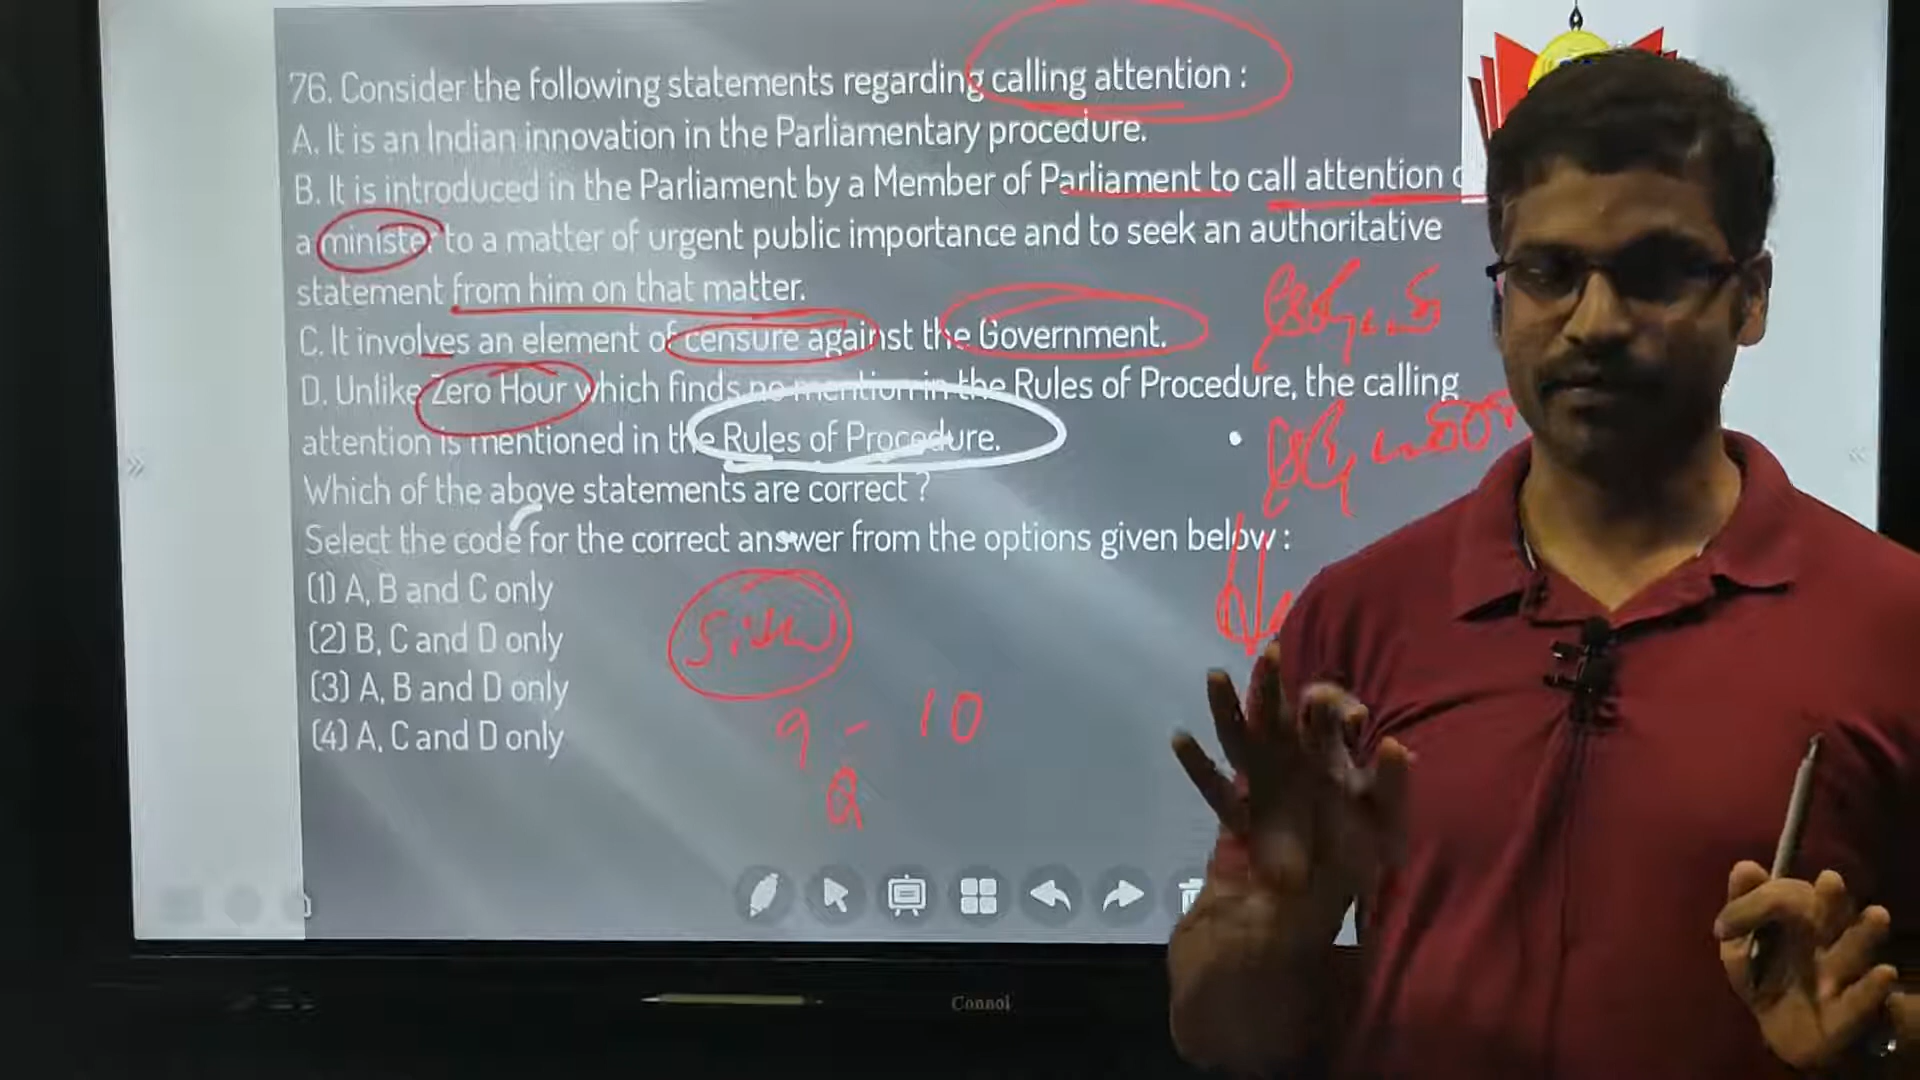 76. Consider the following statements regarding calling attention :
A. It is an Indian innovation in the Parliamentary procedure.
B. It is introduced in the Parliament by a Member of Parliament to call attention
a minister to a matter of urgent public importance and to seek an authoritative
statement from him on that matter.
C. It involves an element of censure against the Government.
D. Unlike Zero Hour which finds no mention in the Rules of Procedure, the calling
attention is mentioned in the Rules of Procedure.
Which of the above statements are correct ?
Select the code for the correct answer from the options given below :
(1) A, B and C only
(2) B, C and D only
(3) A, B and D only
(4) A, C and D only
9 - 10
Q